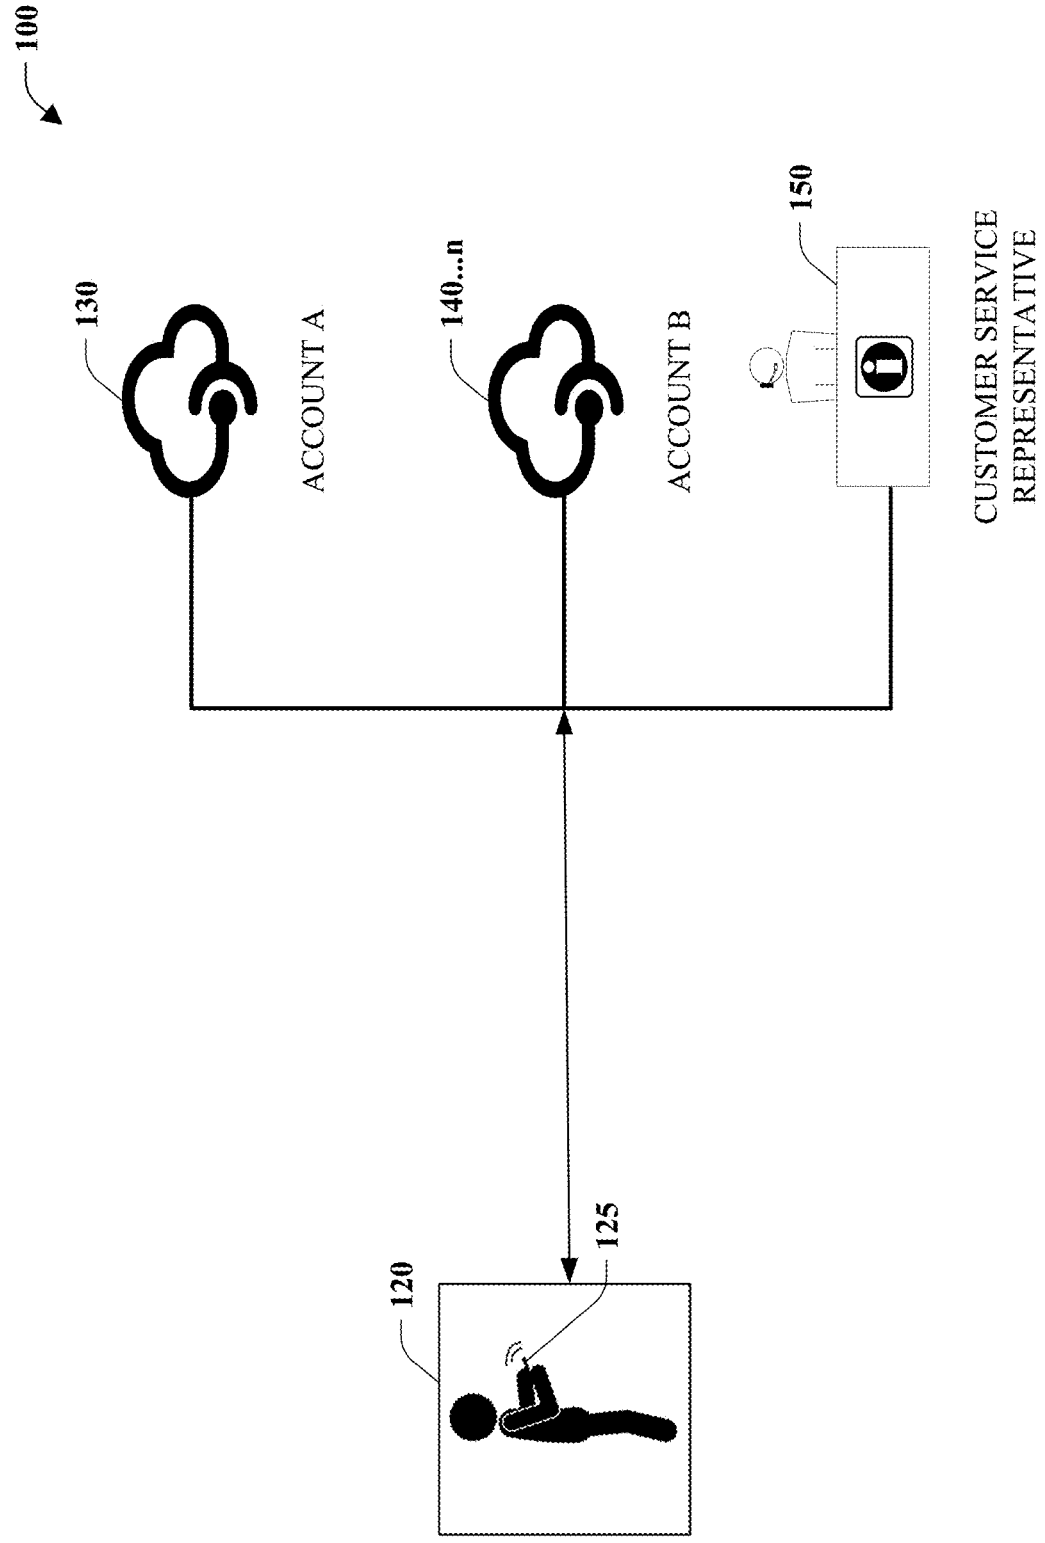 100
130
ACCOUNT A
140...n
ACCOUNT B
150
i
CUSTOMER SERVICE
REPRESENTATIVE
120
125